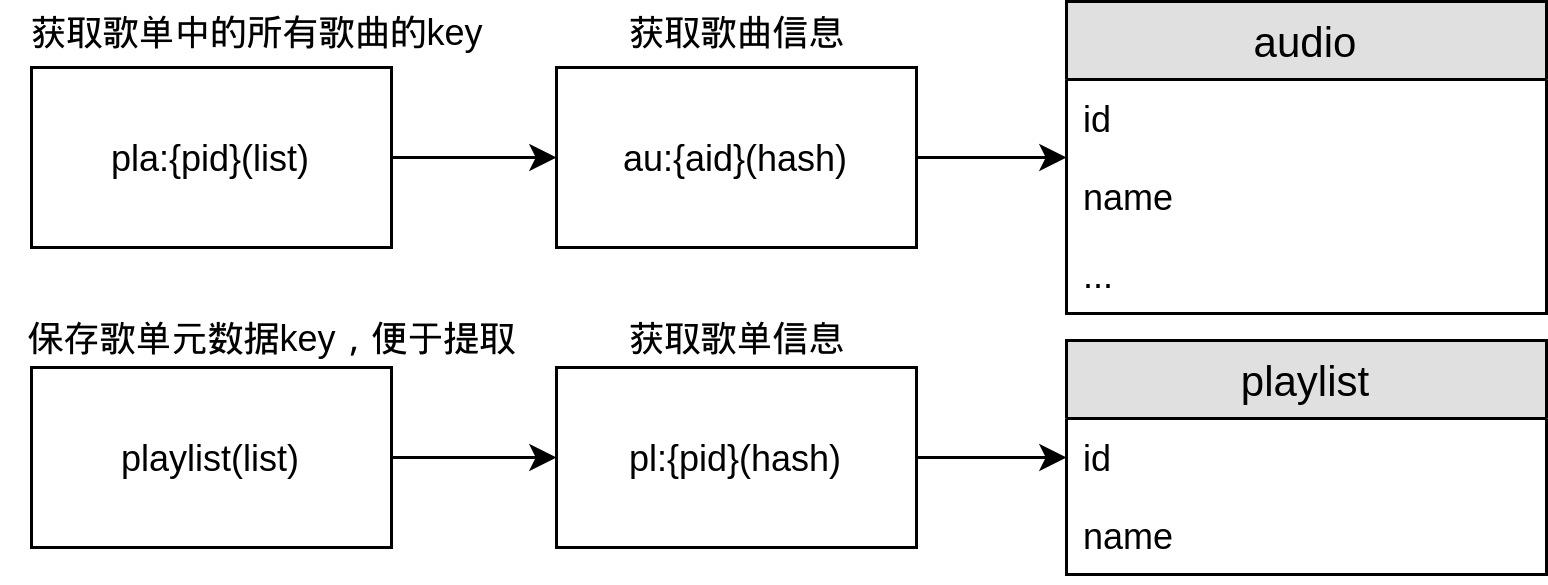 获取歌单中的所有歌曲的key
获取歌曲信息
audio
pla:{pid}(list)
au:{aid}(hash)
id
name
...
保存歌单元数据key，便于提取
获取歌单信息
playlist
playlist(list)
pl:{pid}(hash)
id
name